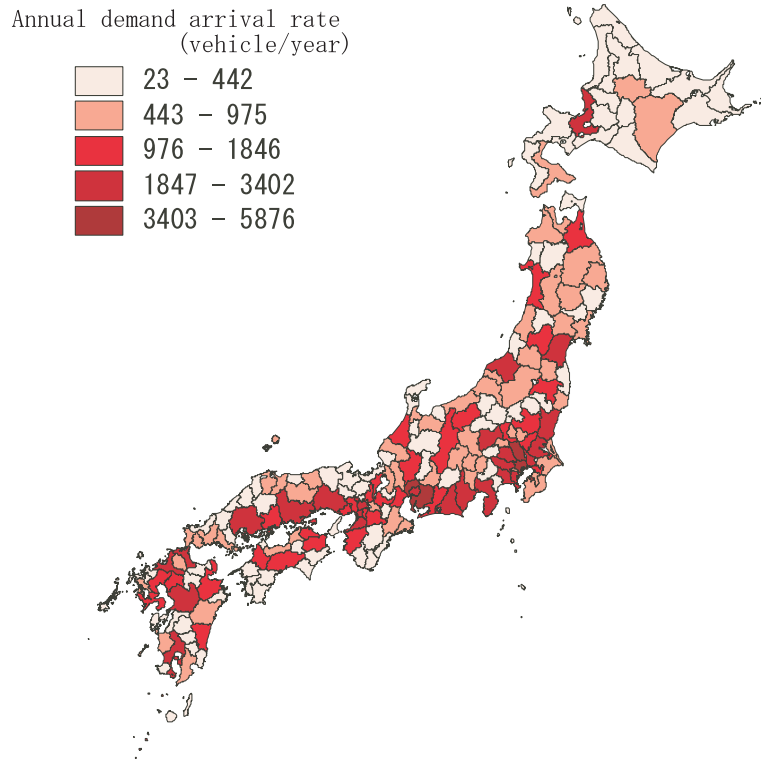 Annual demand arrival rate
(vehicle/year)
23 - 442
443 - 975
976 - 1846
1847 - 3402
3403 - 5876